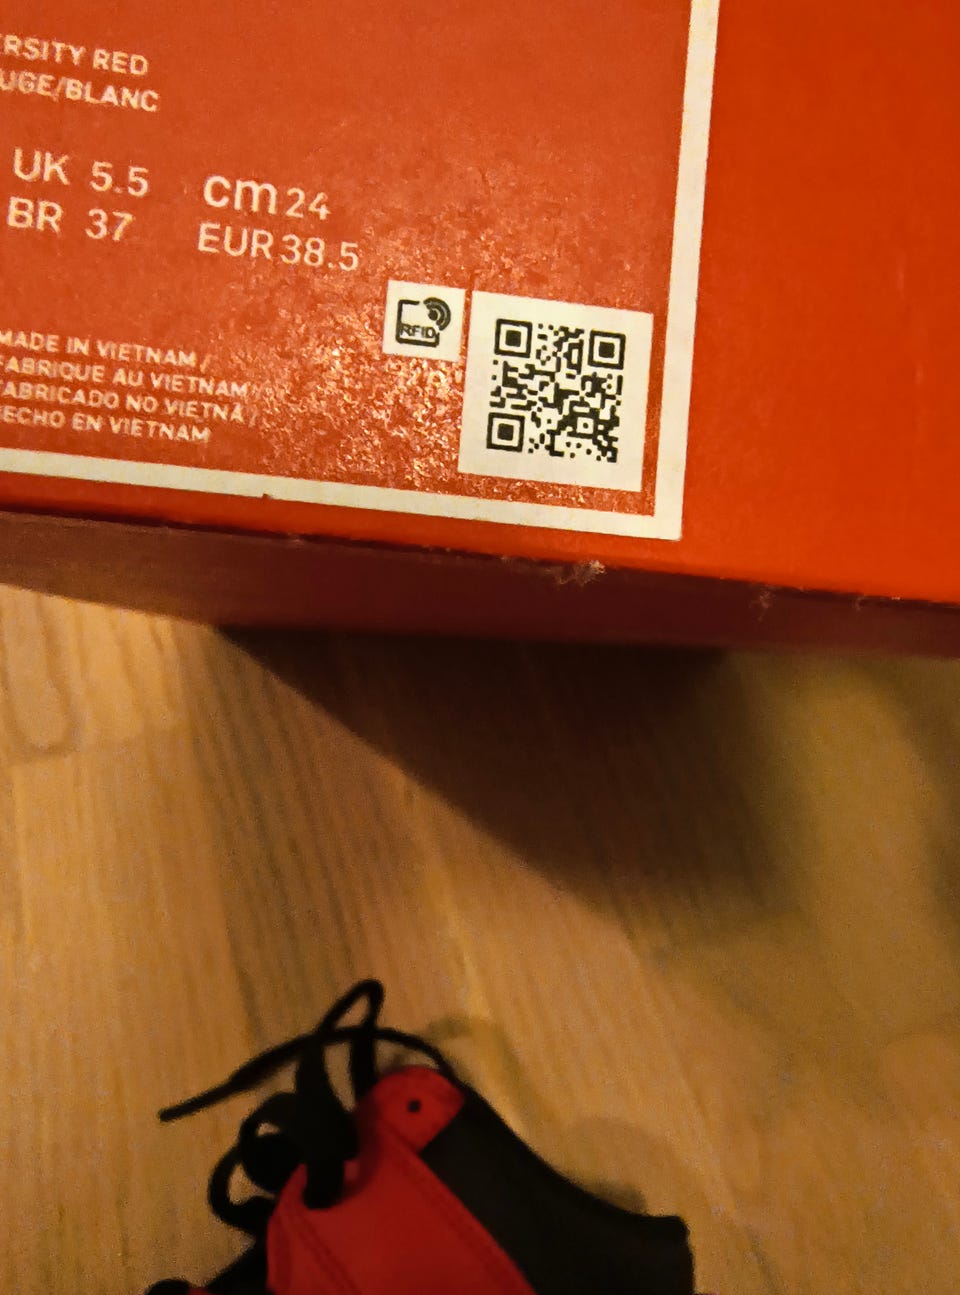 ERSITY RED
UGE/BLANC
UK 5.5 cm 24
BR 37 EUR 38.5
RFID
MADE IN VIETNAM /
FABRIQUE AU VIETNAM /
FABRICADO NO VIETNÃ /
HECHO EN VIETNAM